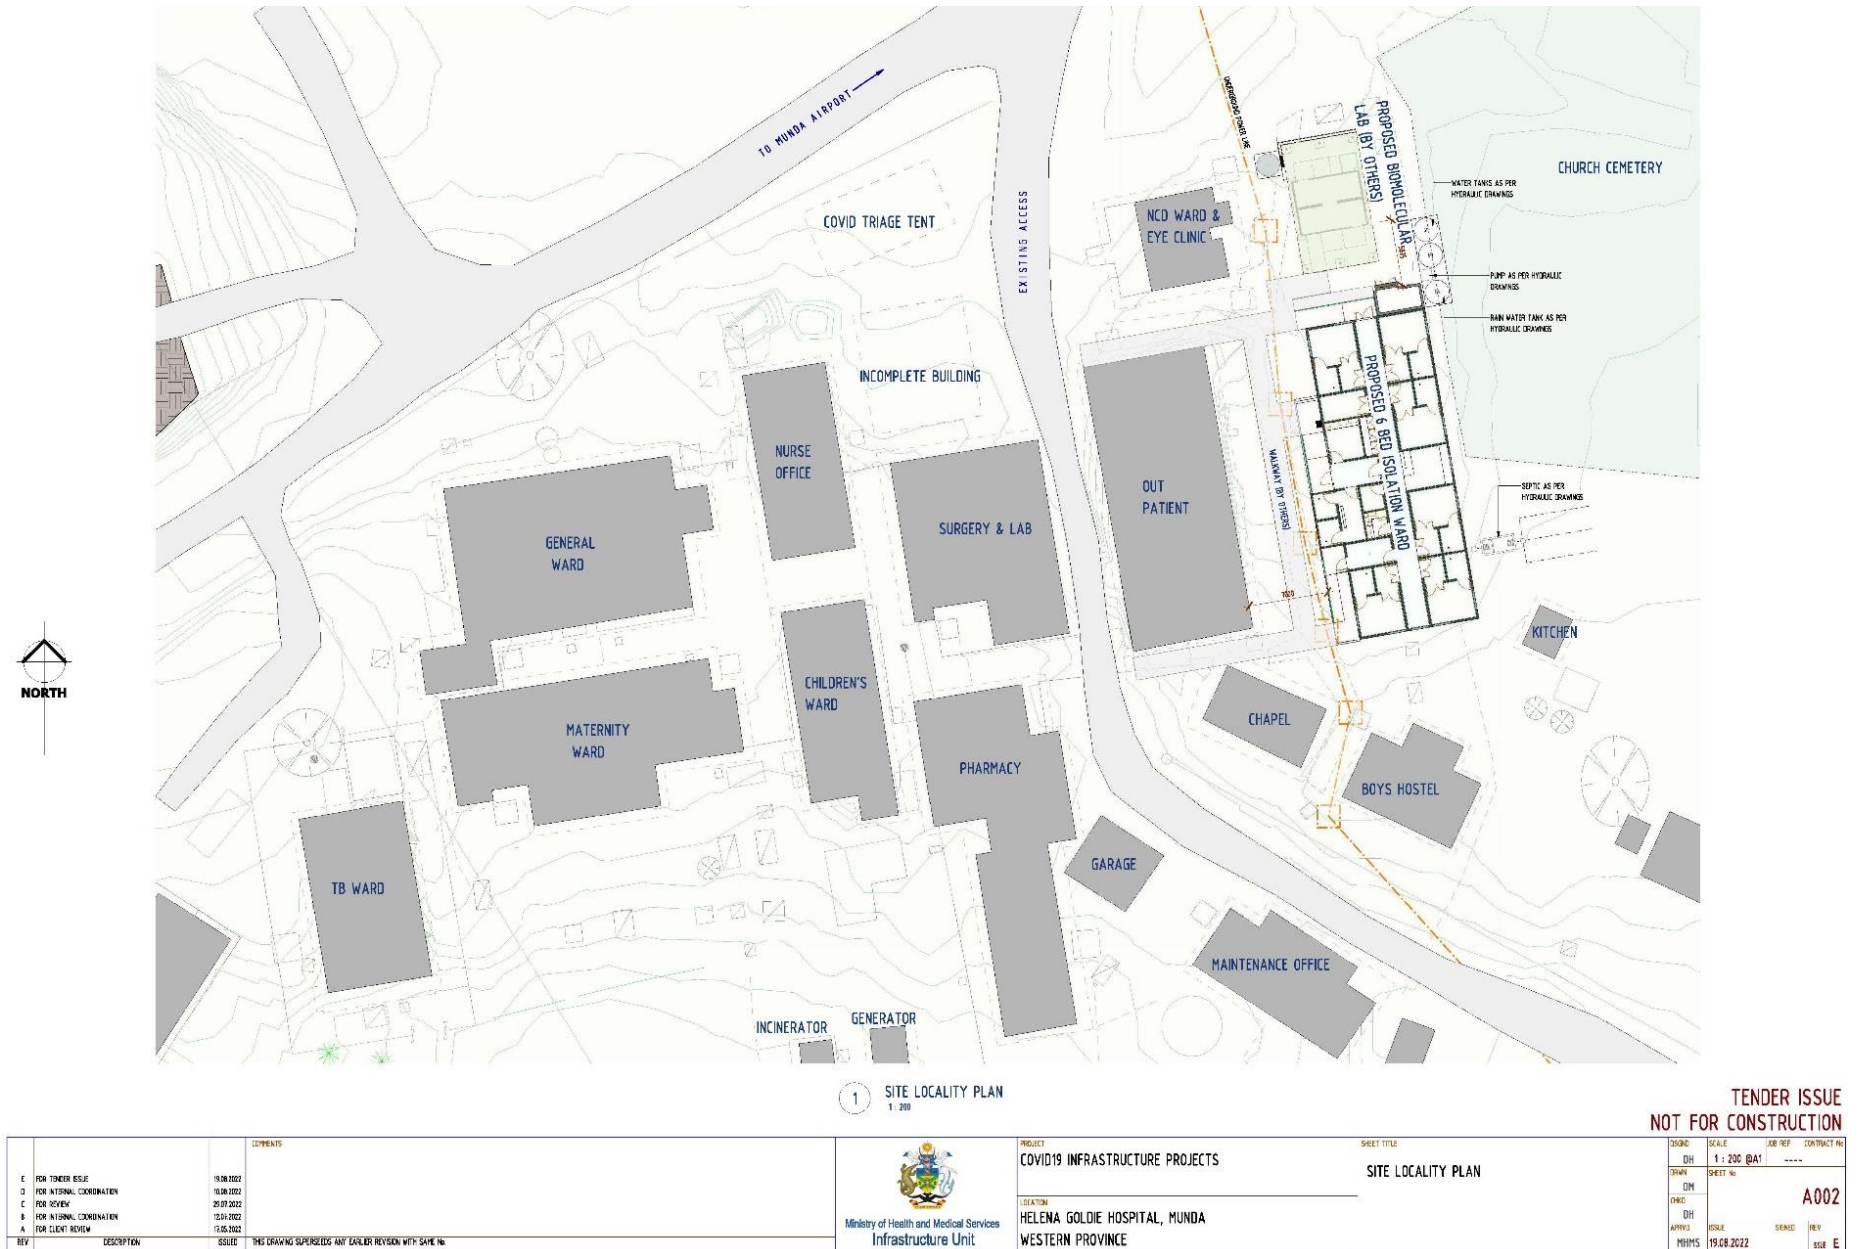 TO MUNDA AIRPORT
EXISTING ACCESS
UNDERGROUND POWER LINE
PROPOSED BIOMOLECULAR
LAB (BY OTHERS)
CHURCH CEMETERY
WATER TANKS AS PER
HYDRAULIC DRAWINGS
COVID TRIAGE TENT
NCD WARD &
EYE CLINIC
PUMP AS PER HYDRAULIC
DRAWINGS
RAIN WATER TANK AS PER
HYDRAULIC DRAWINGS
INCOMPLETE BUILDING
PROPOSED 6 BED ISOLATION WARD
NURSE
OFFICE
WALKWAY (BY OTHERS)
OUT
PATIENT
SEPTIC AS PER
HYDRAULIC DRAWINGS
SURGERY & LAB
GENERAL
WARD
KITCHEN
NORTH
CHILDREN'S
WARD
CHAPEL
MATERNITY
WARD
PHARMACY
BOYS HOSTEL
GARAGE
TB WARD
MAINTENANCE OFFICE
INCINERATOR
GENERATOR
1
SITE LOCALITY PLAN
1 : 200
TENDER ISSUE
NOT FOR CONSTRUCTION
E FOR TENDER ISSUE 19.08.2022
D FOR INTERNAL COORDINATION 10.08.2022
C FOR REVIEW 29.07.2022
B FOR INTERNAL COORDINATION
A FOR CLIENT REVIEW 17.05.2022
REV DESCRIPTION ISSUED
COMMENTS
THIS DRAWING SUPERSEEDS ANY EARLIER REVISION WITH SAME No.
Ministry of Health and Medical Services
Infrastructure Unit
PROJECT
COVID19 INFRASTRUCTURE PROJECTS
LOCATION
HELENA GOLDIE HOSPITAL, MUNDA
WESTERN PROVINCE
SHEET TITLE
SITE LOCALITY PLAN
DSGND
DH
DRAWN
DM
CHKD
DH
APRVD
MHMS
SCALE
1 : 200 @A1
JOB REF
----
CONTRACT No
SHEET No.
A002
ISSUE
19.08.2022
SIGNED
REV
ISSUE E